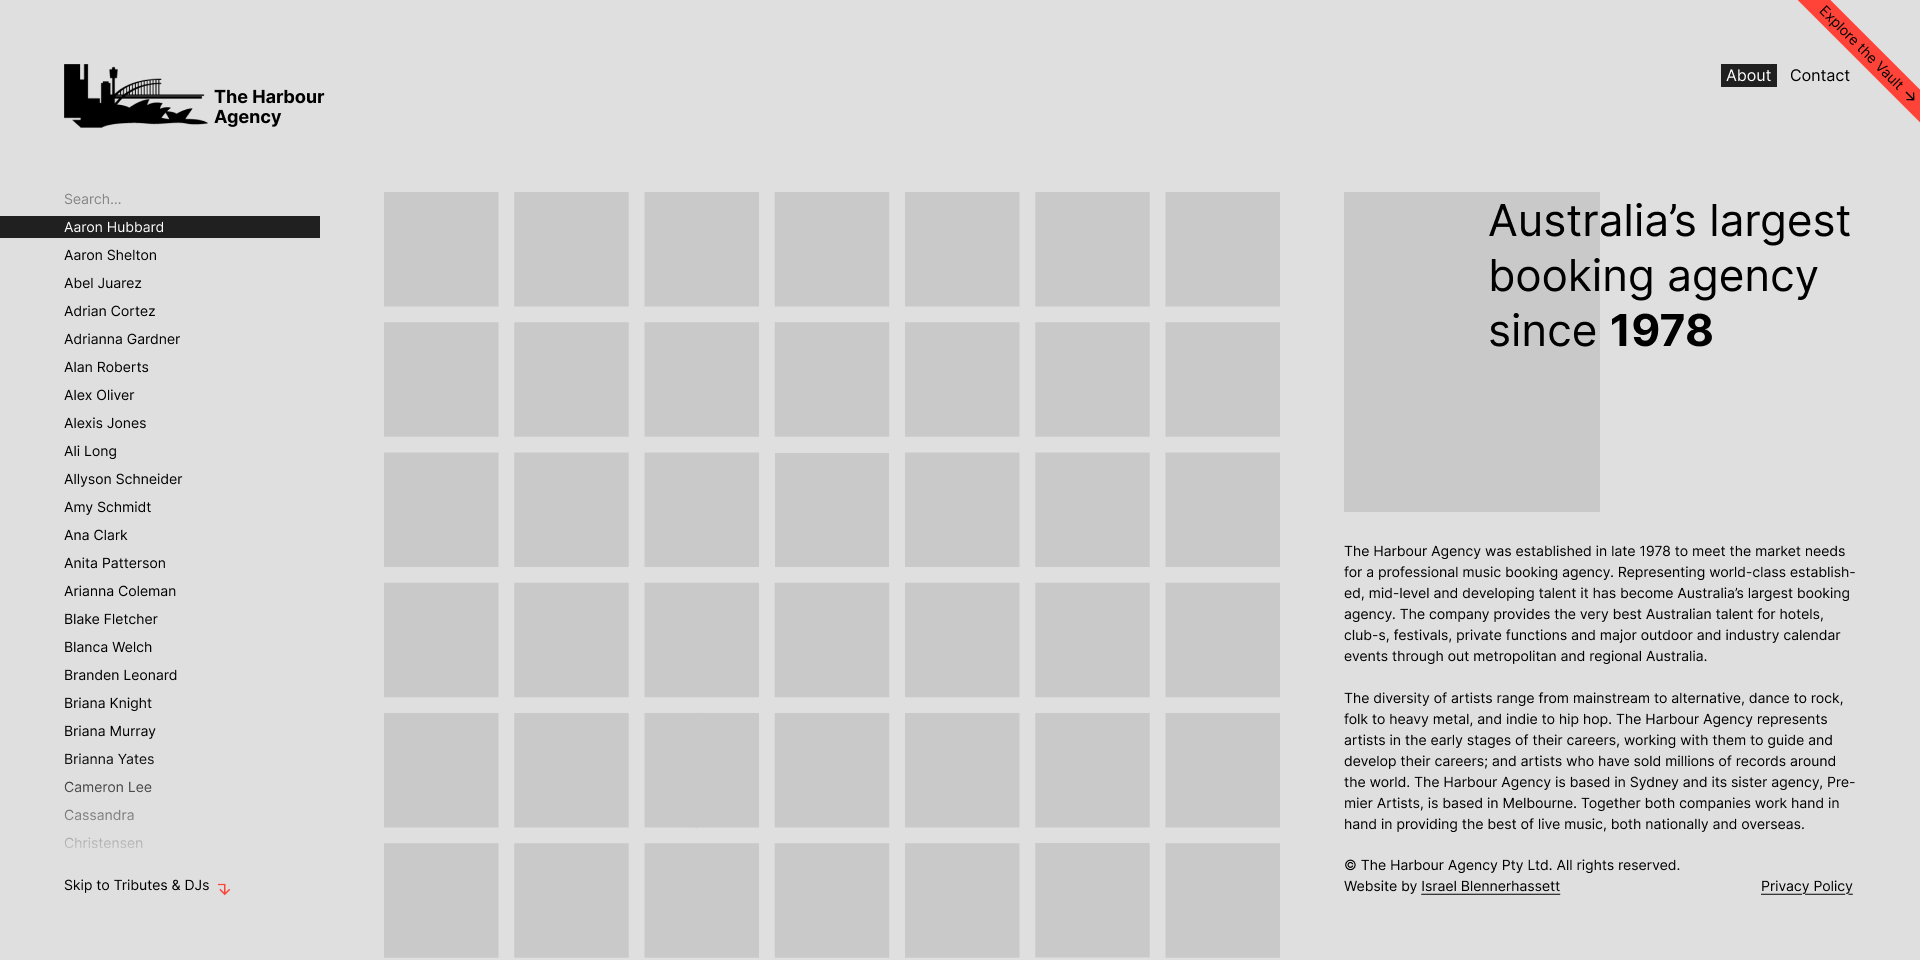 The Harbour
Agency
About
Contact
Explore the Vault →
Search...
Aaron Hubbard
Aaron Shelton
Abel Juarez
Adrian Cortez
Adrianna Gardner
Alan Roberts
Alex Oliver
Alexis Jones
Ali Long
Allyson Schneider
Amy Schmidt
Ana Clark
Anita Patterson
Arianna Coleman
Blake Fletcher
Blanca Welch
Branden Leonard
Briana Knight
Briana Murray
Brianna Yates
Cameron Lee
Cassandra
Christensen
Skip to Tributes & DJs
Australia’s largest
booking agency
since 1978
The Harbour Agency was established in late 1978 to meet the market needs
for a professional music booking agency. Representing world-class establish-
ed, mid-level and developing talent it has become Australia’s largest booking
agency. The company provides the very best Australian talent for hotels,
club-s, festivals, private functions and major outdoor and industry calendar
events through out metropolitan and regional Australia.
The diversity of artists range from mainstream to alternative, dance to rock,
folk to heavy metal, and indie to hip hop. The Harbour Agency represents
artists in the early stages of their careers, working with them to guide and
develop their careers; and artists who have sold millions of records around
the world. The Harbour Agency is based in Sydney and its sister agency, Pre-
mier Artists, is based in Melbourne. Together both companies work hand in
hand in providing the best of live music, both nationally and overseas.
© The Harbour Agency Pty Ltd. All rights reserved.
Website by Israel Blennerhassett
Privacy Policy